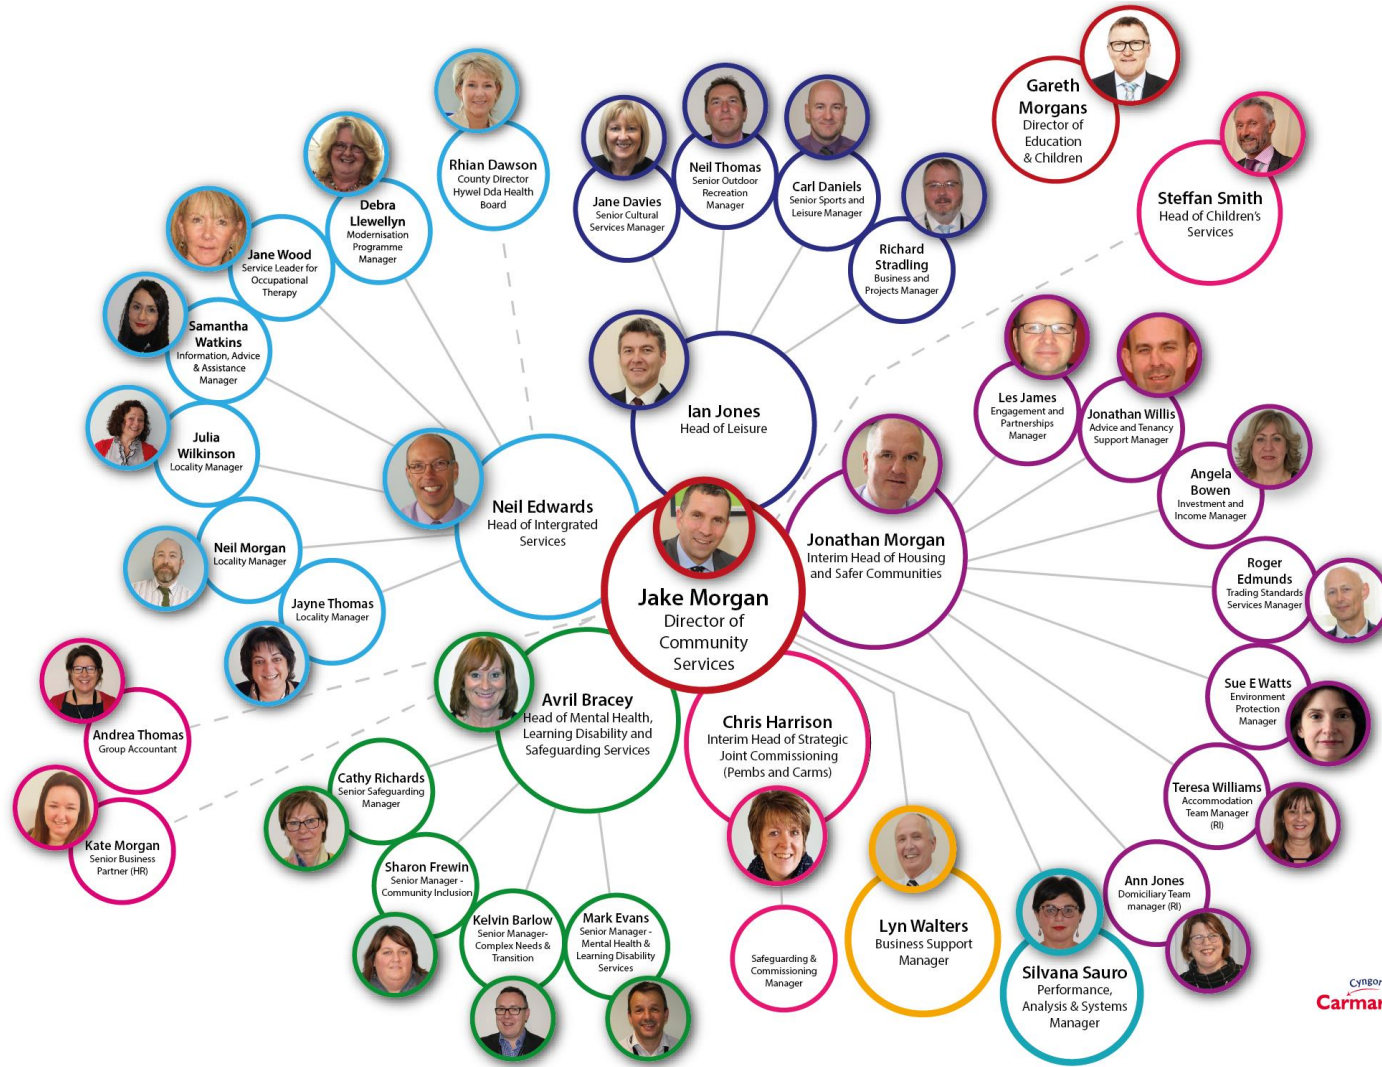 Gareth
Morgans
Director of
Education
& Children
Steffan Smith
Head of Children's
Services
Rhian Dawson
County Director
Hywel Dda Health
Board
Debra
Llewellyn
Modernisation
Programme
Manager
Jane Wood
Service Leader for
Occupational
Therapy
Samantha
Watkins
Information, Advice
& Assistance
Manager
Julia
Wilkinson
Locality Manager
Neil Morgan
Locality Manager
Jayne Thomas
Locality Manager
Neil Edwards
Head of Intergrated
Services
Jane Davies
Senior Cultural
Services Manager
Neil Thomas
Senior Outdoor
Recreation
Manager
Carl Daniels
Senior Sports and
Leisure Manager
Richard
Stradling
Business and
Projects Manager
Ian Jones
Head of Leisure
Les James
Engagement and
Partnerships
Manager
Jonathan Willis
Advice and Tenancy
Support Manager
Angela
Bowen
Investment and
Income Manager
Roger
Edmunds
Trading Standards
Services Manager
Sue E Watts
Environment
Protection
Manager
Teresa Williams
Accommodation
Team Manager
(RI)
Ann Jones
Domiciliary Team
manager (RI)
Jonathan Morgan
Interim Head of Housing
and Safer Communities
Jake Morgan
Director of
Community
Services
Andrea Thomas
Group Accountant
Kate Morgan
Senior Business
Partner (HR)
Avril Bracey
Head of Mental Health,
Learning Disability and
Safeguarding Services
Cathy Richards
Senior Safeguarding
Manager
Sharon Frewin
Senior Manager -
Community Inclusion
Kelvin Barlow
Senior Manager-
Complex Needs &
Transition
Mark Evans
Senior Manager -
Mental Health &
Learning Disability
Services
Chris Harrison
Interim Head of Strategic
Joint Commissioning
(Pembs and Carms)
Safeguarding &
Commissioning
Manager
Lyn Walters
Business Support
Manager
Silvana Sauro
Performance,
Analysis & Systems
Manager
Cyngor
Carmar